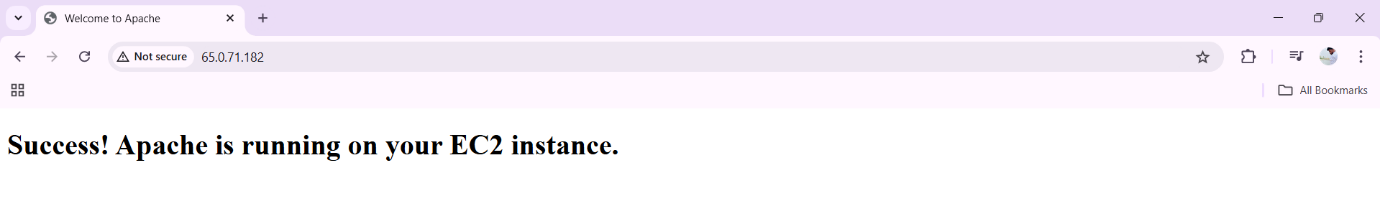 Welcome to Apache
Not secure 65.0.71.182
All Bookmarks
Success! Apache is running on your EC2 instance.